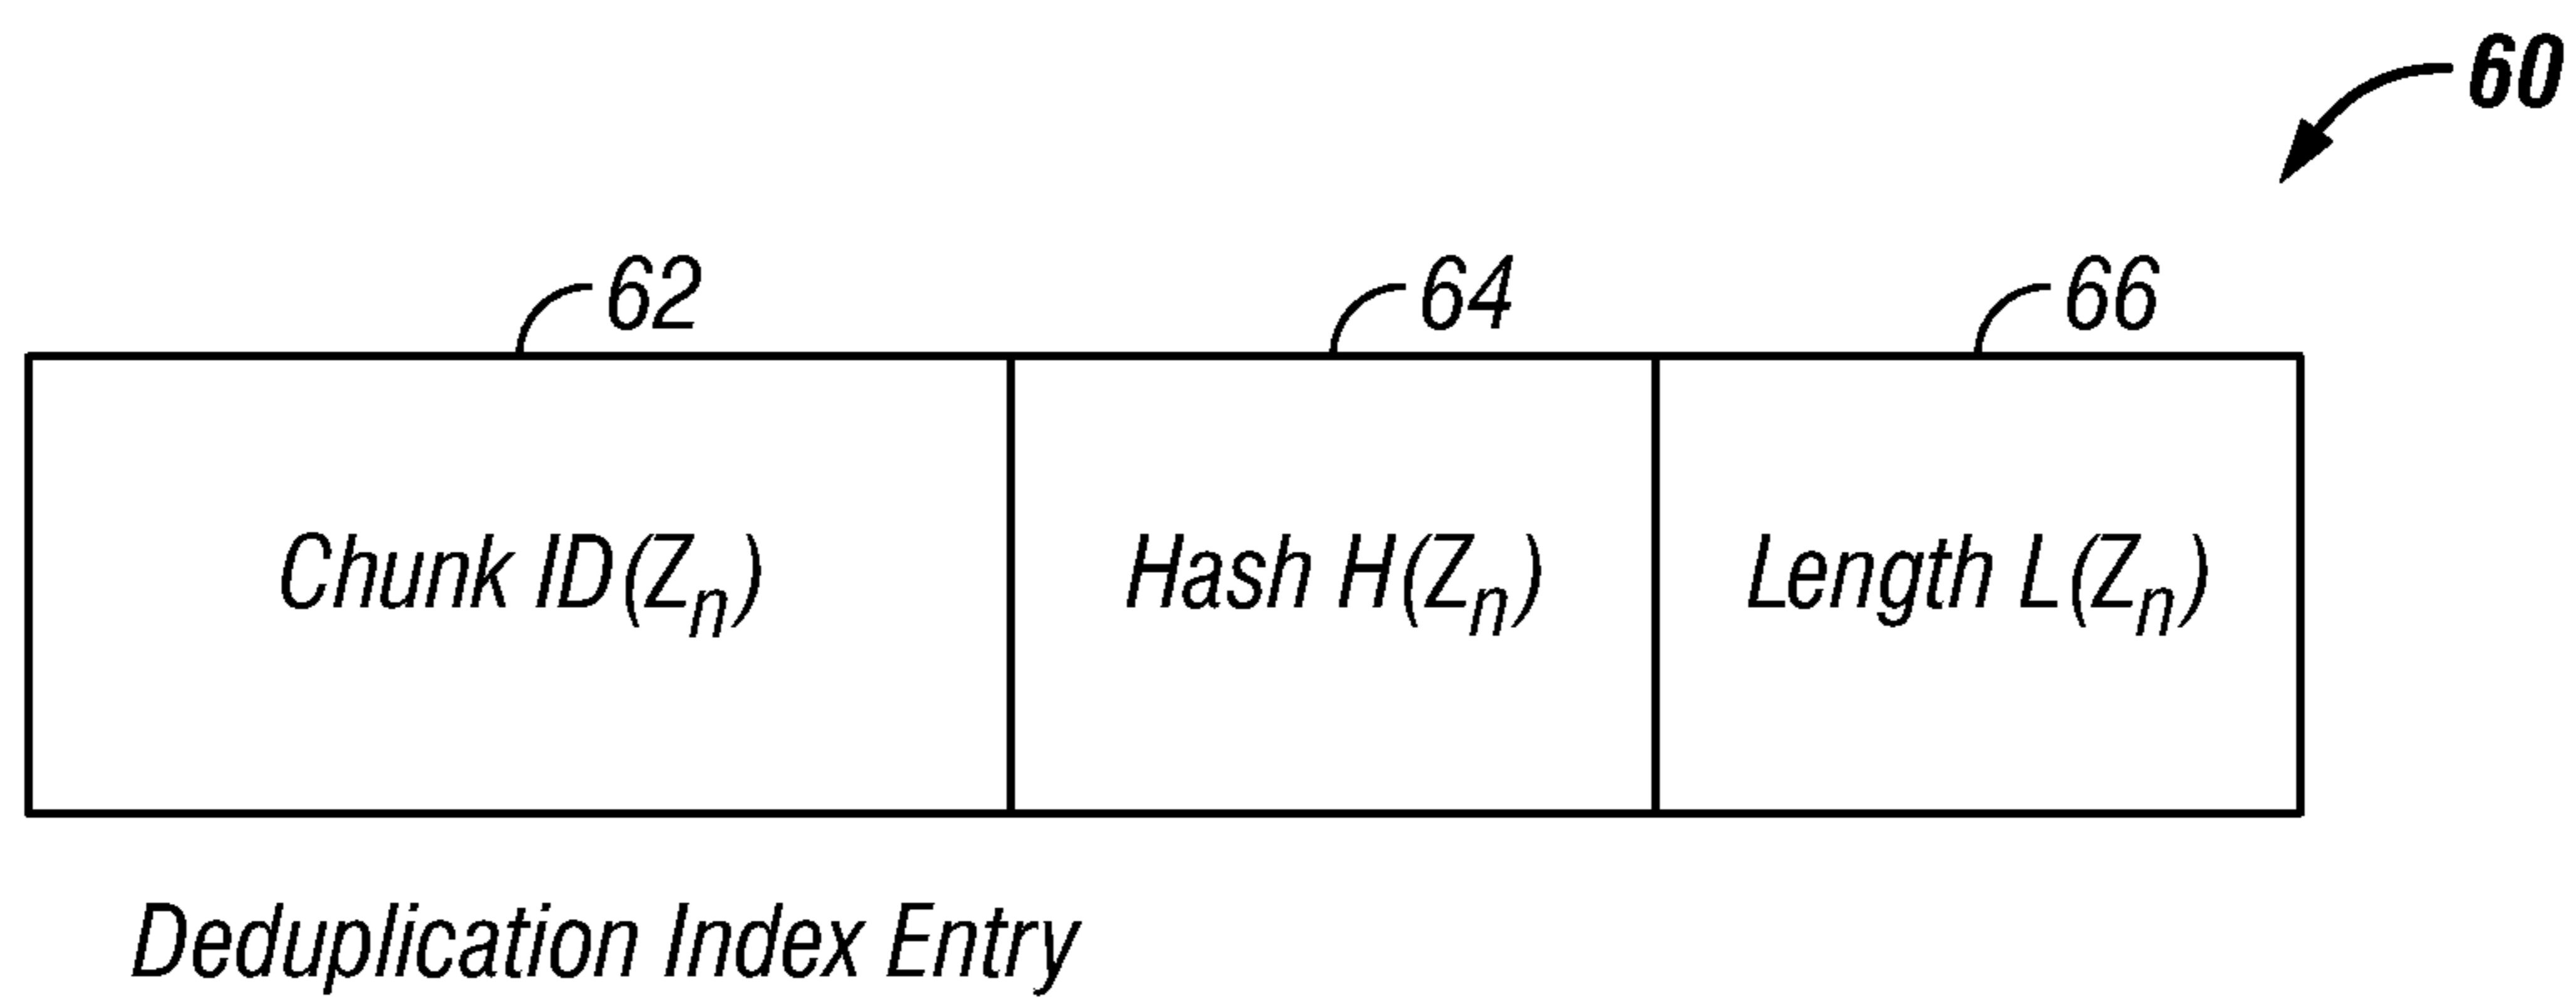 60
62 64 66
Chunk ID(Zn) Hash H(Zn) Length L(Zn)
Deduplication Index Entry